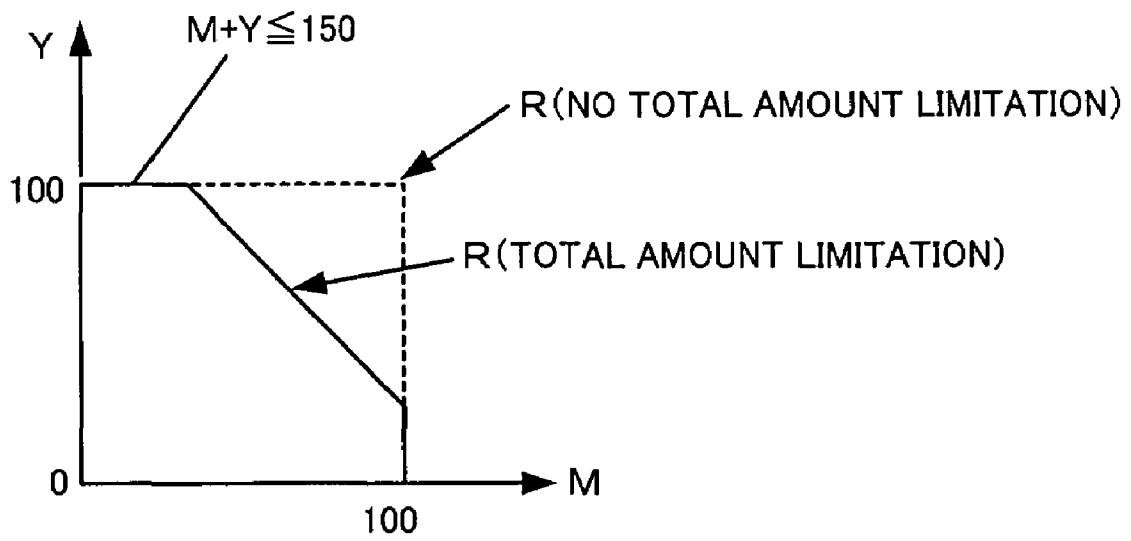 M+Y≦150
Y
R(NO TOTAL AMOUNT LIMITATION)
100
R(TOTAL AMOUNT LIMITATION)
0
M
100